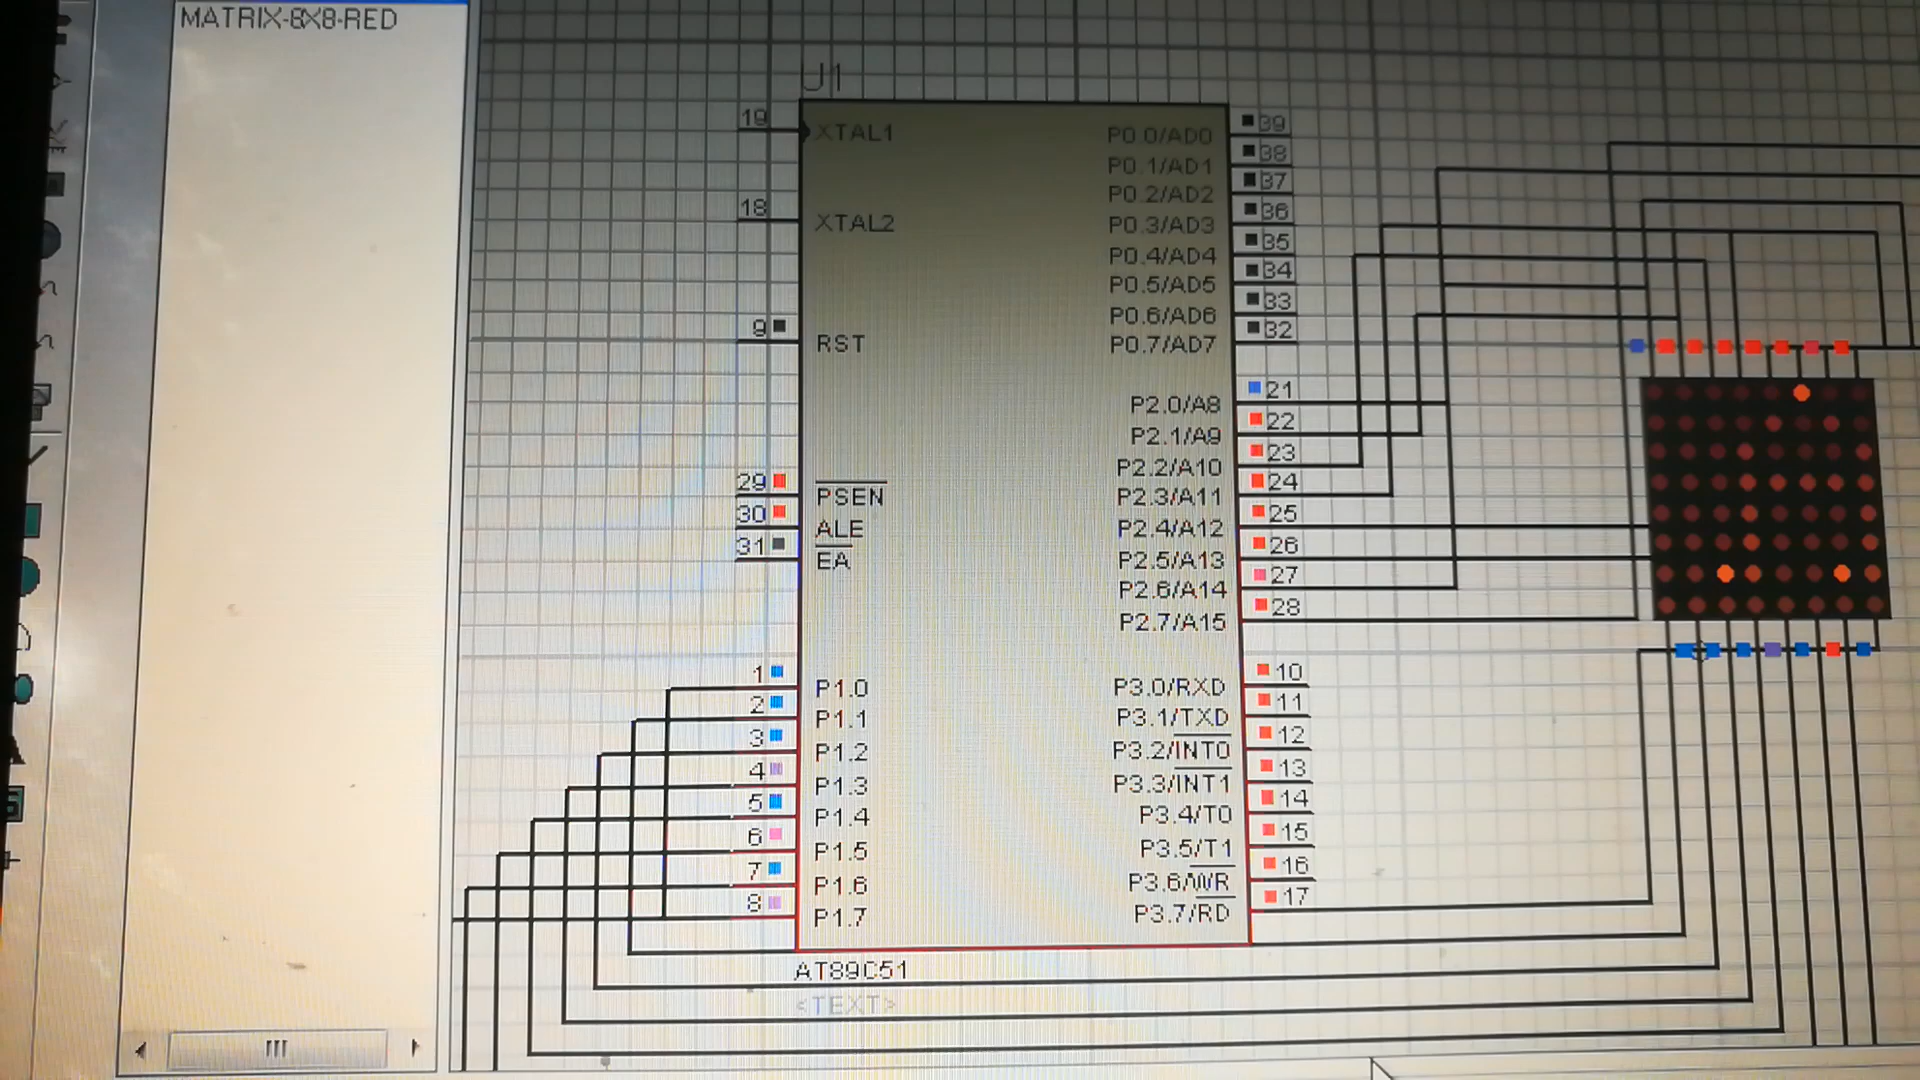 MATRIX-8X8-RED
U1
19 XTAL1
18 XTAL2
9 RST
29 PSEN
30 ALE
31 EA
1 P1.0
2 P1.1
3 P1.2
4 P1.3
5 P1.4
6 P1.5
7 P1.6
8 P1.7
P0.0/AD0 39
P0.1/AD1 38
P0.2/AD2 37
P0.3/AD3 36
P0.4/AD4 35
P0.5/AD5 34
P0.6/AD6 33
P0.7/AD7 32
P2.0/A8 21
P2.1/A9 22
P2.2/A10 23
P2.3/A11 24
P2.4/A12 25
P2.5/A13 26
P2.6/A14 27
P2.7/A15 28
P3.0/RXD 10
P3.1/TXD 11
P3.2/INT0 12
P3.3/INT1 13
P3.4/T0 14
P3.5/T1 15
P3.6/WR 16
P3.7/RD 17
AT89C51
<TEXT>